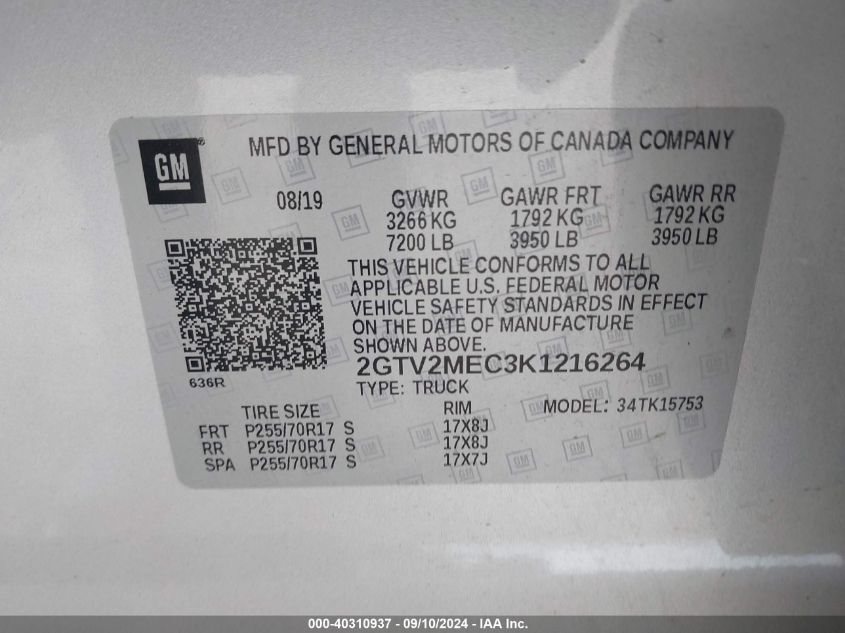 GM
MFD BY GENERAL MOTORS OF CANADA COMPANY
08/19
GVWR GAWR FRT GAWR RR
3266 KG 1792 KG 1792 KG
7200 LB 3950 LB 3950 LB
THIS VEHICLE CONFORMS TO ALL
APPLICABLE U.S. FEDERAL MOTOR
VEHICLE SAFETY STANDARDS IN EFFECT
ON THE DATE OF MANUFACTURE
SHOWN ABOVE.
2GTV2MEC3K1216264
636R
TYPE: TRUCK
TIRE SIZE RIM MODEL: 34TK15753
FRT P255/70R17 S 17X8J
RR P255/70R17 S 17X8J
SPA P255/70R17 S 17X7J
000-40310937 - 09/10/2024 - IAA Inc.